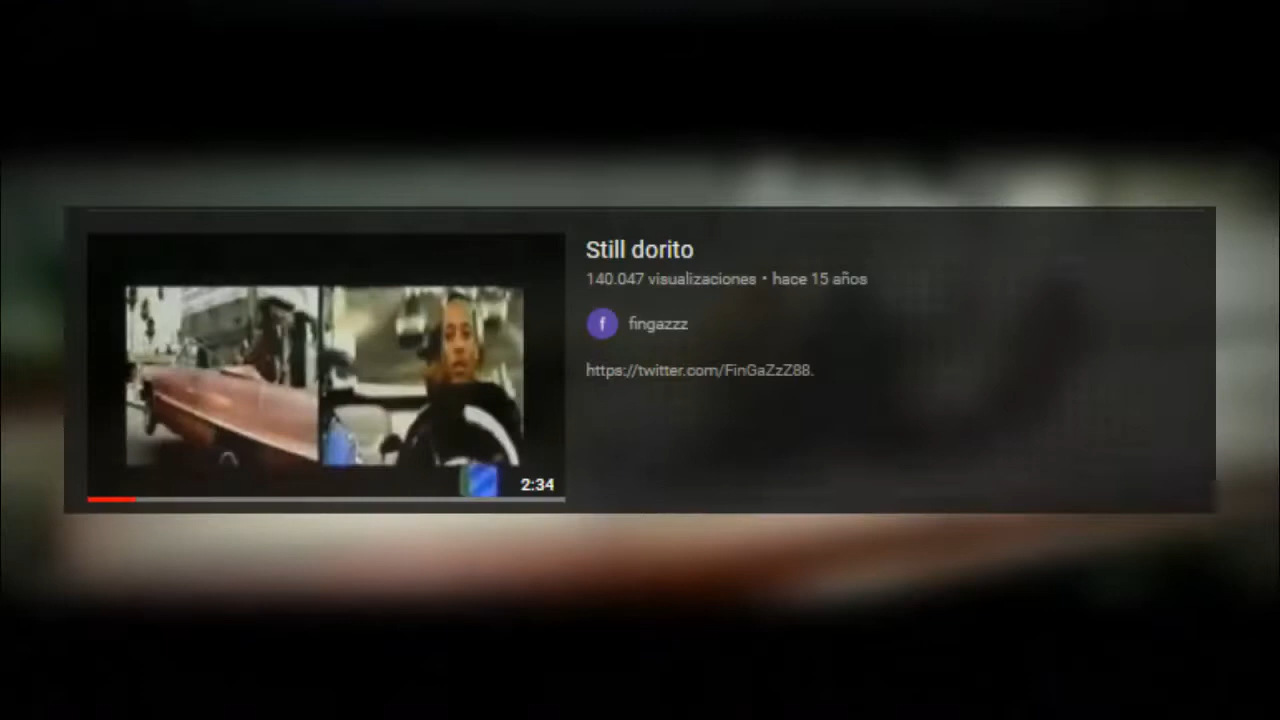 Still dorito
140.047 visualizaciones • hace 15 años
f fingazzz
https://twitter.com/FinGaZzZ88.
2:34